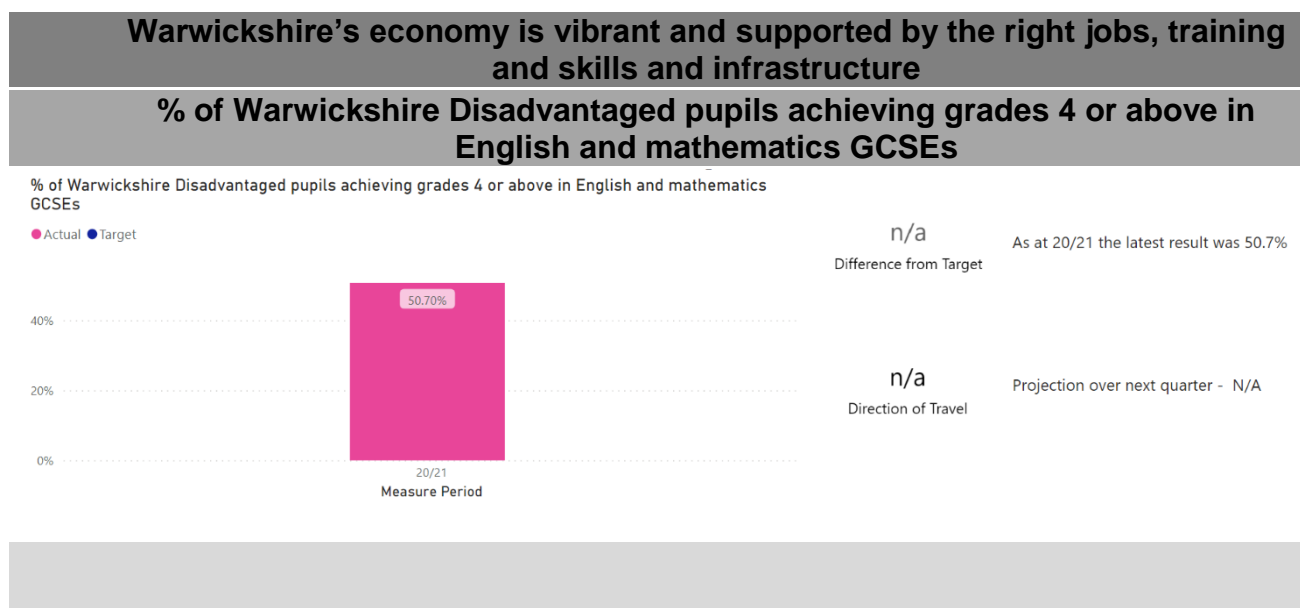 Warwickshire’s economy is vibrant and supported by the right jobs, training
and skills and infrastructure
% of Warwickshire Disadvantaged pupils achieving grades 4 or above in
English and mathematics GCSEs
% of Warwickshire Disadvantaged pupils achieving grades 4 or above in English and mathematics
GCSEs
Actual Target
50.70%
40%
20%
0%
20/21
Measure Period
n/a
Difference from Target
As at 20/21 the latest result was 50.7%
n/a
Direction of Travel
Projection over next quarter - N/A